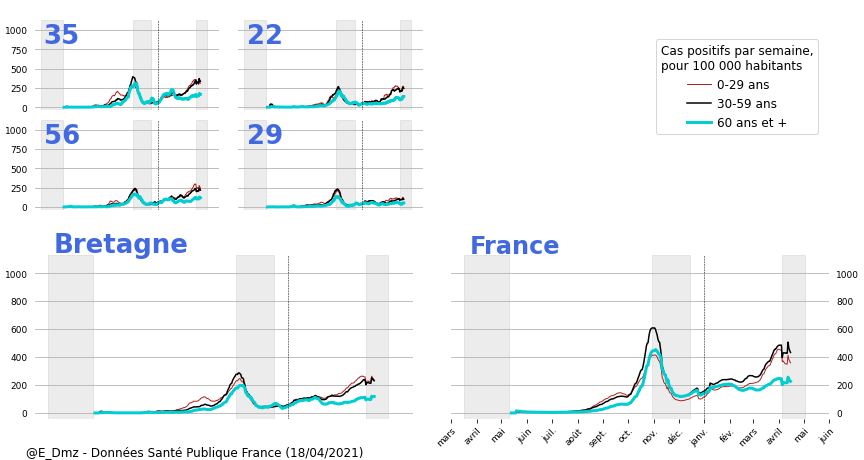 35
22
1000
750
500
250
0
Cas positifs par semaine,
pour 100 000 habitants
0-29 ans
30-59 ans
60 ans et +
56
29
1000
750
500
250
0
Bretagne
France
1000
800
600
400
200
0
1000
800
600
400
200
0
mars avril mai juin juil. août sept. oct. nov. déc. janv. fév. mars avril mai juin
@E_Dmz - Données Santé Publique France (18/04/2021)